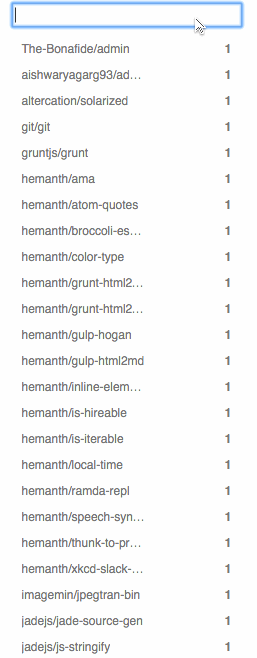 The-Bonafide/admin 1
aishwaryagarg93/ad… 1
altercation/solarized 1
git/git 1
gruntjs/grunt 1
hemanth/ama 1
hemanth/atom-quotes 1
hemanth/broccoli-es… 1
hemanth/color-type 1
hemanth/grunt-html2… 1
hemanth/grunt-html2… 1
hemanth/gulp-hogan 1
hemanth/gulp-html2md 1
hemanth/inline-elem… 1
hemanth/is-hireable 1
hemanth/is-iterable 1
hemanth/local-time 1
hemanth/ramda-repl 1
hemanth/speech-syn… 1
hemanth/thunk-to-pr… 1
hemanth/xkcd-slack-… 1
imagemin/jpegtran-bin 1
jadejs/jade-source-gen 1
jadejs/js-stringify 1